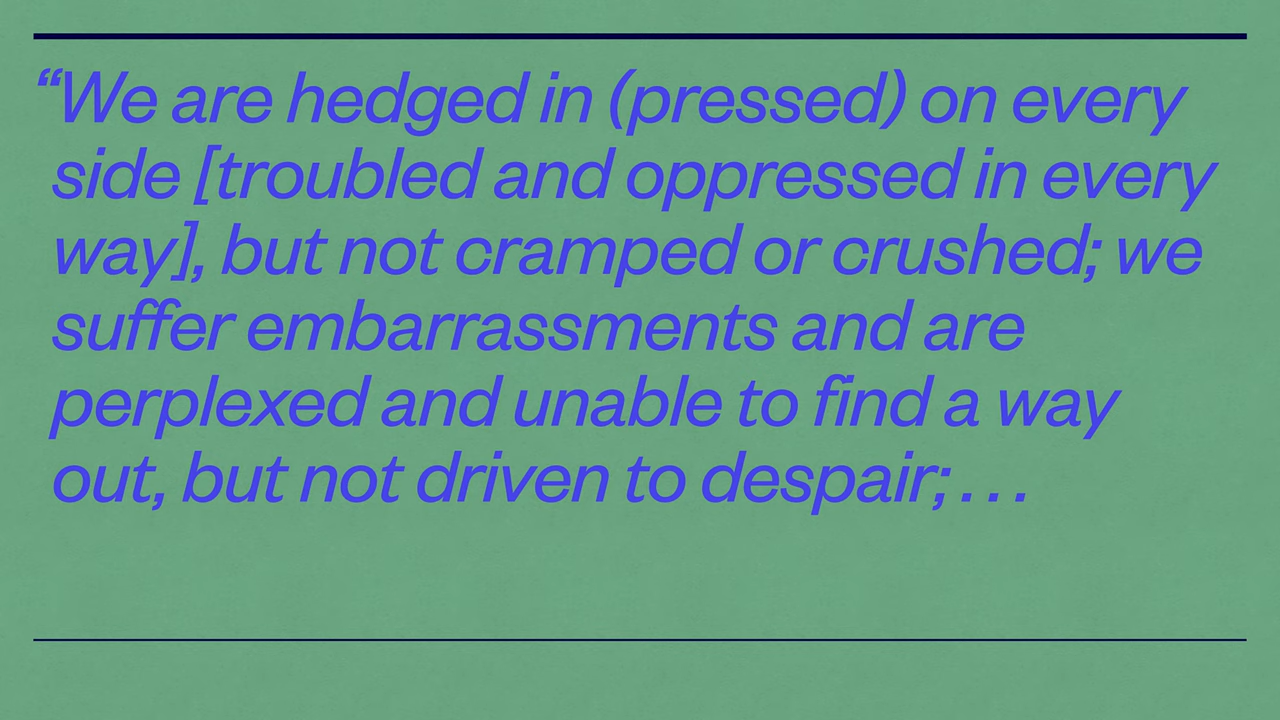 “We are hedged in (pressed) on every
side [troubled and oppressed in every
way], but not cramped or crushed; we
suffer embarrassments and are
perplexed and unable to find a way
out, but not driven to despair; . . .